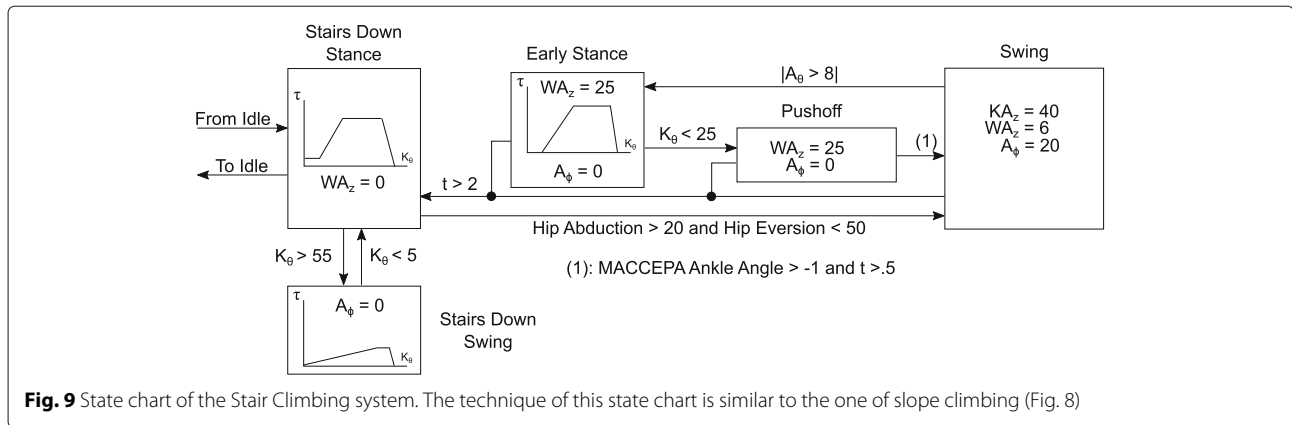 Stairs Down
Stance
τ
K_θ
WA_z = 0
From Idle
To Idle
Early Stance
τ
WA_z = 25
K_θ
A_ϕ = 0
K_θ < 25
|A_θ > 8|
Pushoff
WA_z = 25
A_ϕ = 0
(1)
Swing
KA_z = 40
WA_z = 6
A_ϕ = 20
t > 2
Hip Abduction > 20 and Hip Eversion < 50
K_θ > 55
K_θ < 5
(1): MACCEPA Ankle Angle > -1 and t >.5
τ
A_ϕ = 0
K_θ
Stairs Down
Swing
Fig. 9 State chart of the Stair Climbing system. The technique of this state chart is similar to the one of slope climbing (Fig. 8)